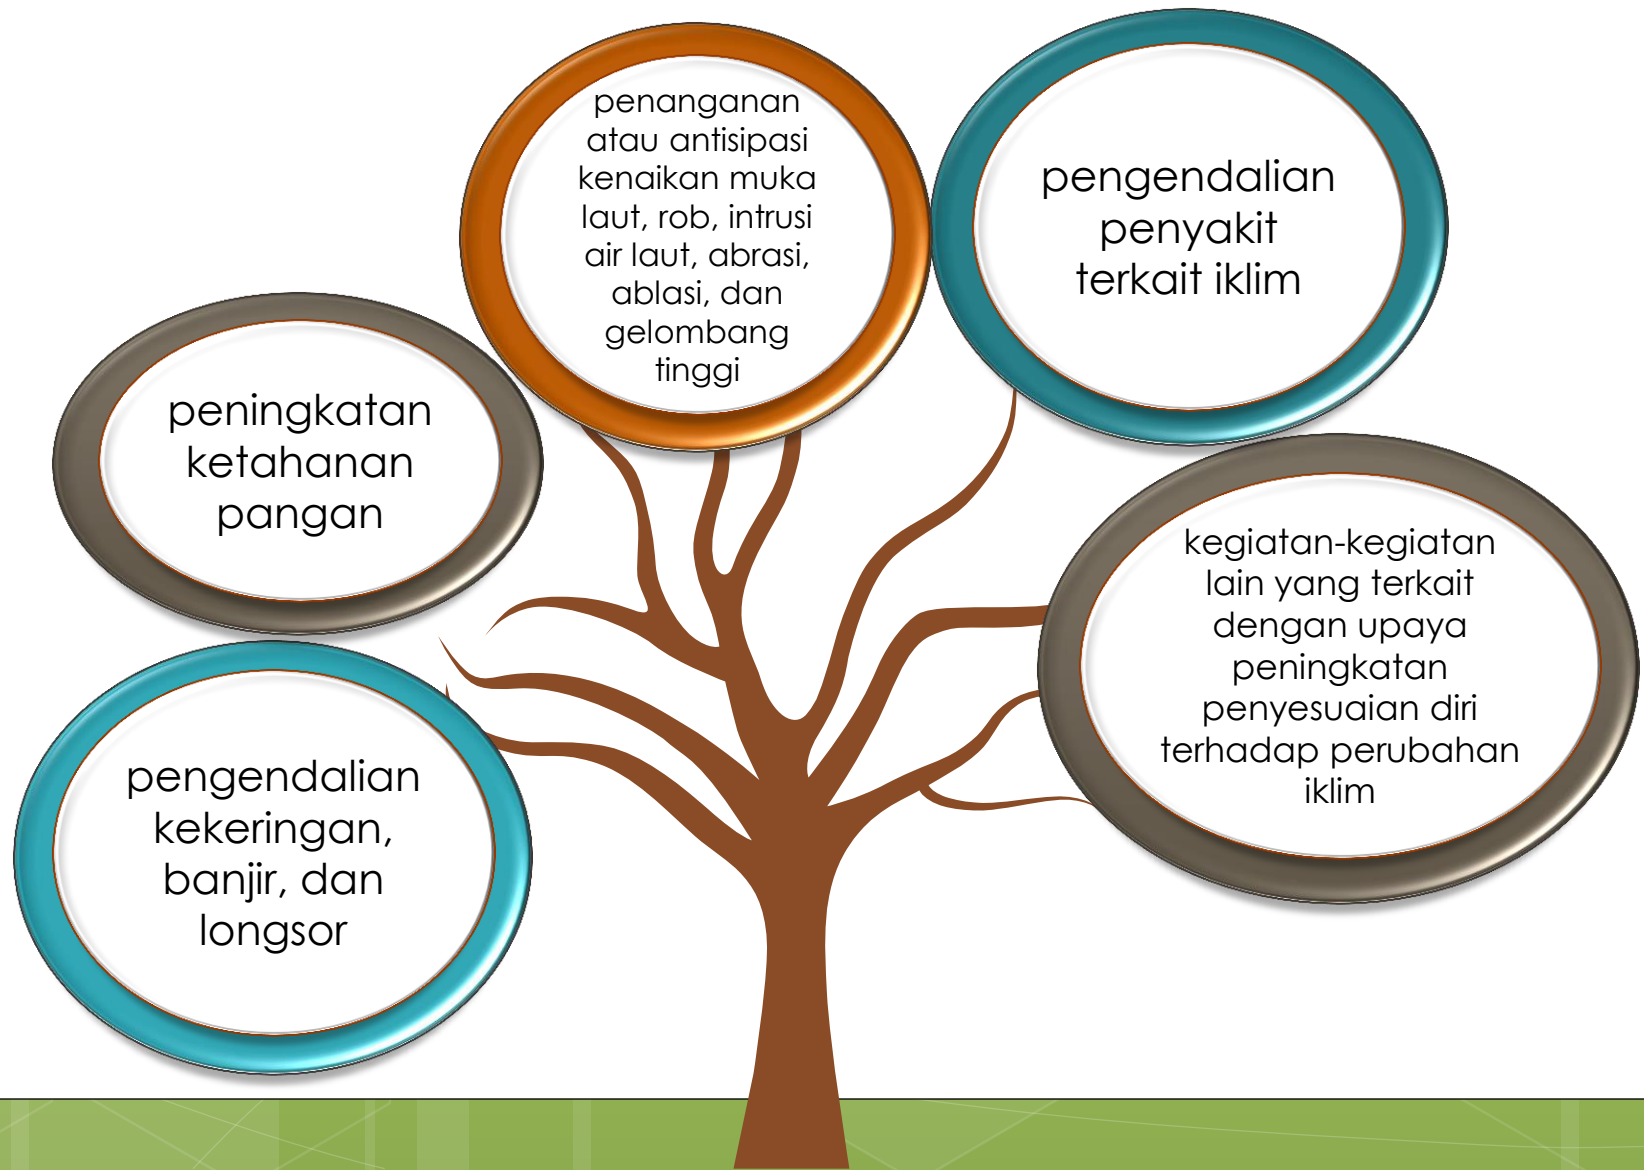 penanganan
atau antisipasi
kenaikan muka
laut, rob, intrusi
air laut, abrasi,
ablasi, dan
gelombang
tinggi
pengendalian
penyakit
terkait iklim
peningkatan
ketahanan
pangan
kegiatan-kegiatan
lain yang terkait
dengan upaya
peningkatan
penyesuaian diri
terhadap perubahan
iklim
pengendalian
kekeringan,
banjir, dan
longsor